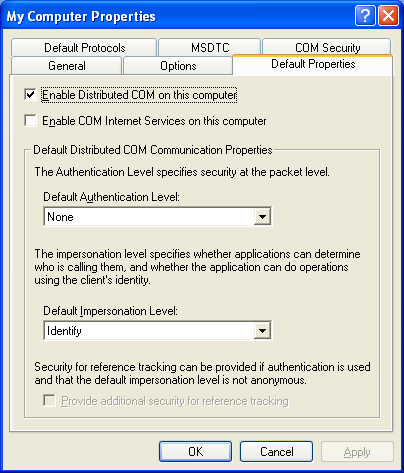 My Computer Properties
Default Protocols MSDTC COM Security
General Options Default Properties
Enable Distributed COM on this computer
Enable COM Internet Services on this computer
Default Distributed COM Communication Properties
The Authentication Level specifies security at the packet level.
Default Authentication Level:
None
The impersonation level specifies whether applications can determine
who is calling them, and whether the application can do operations
using the client's identity.
Default Impersonation Level:
Identify
Security for reference tracking can be provided if authentication is used
and that the default impersonation level is not anonymous.
Provide additional security for reference tracking
OK Cancel Apply